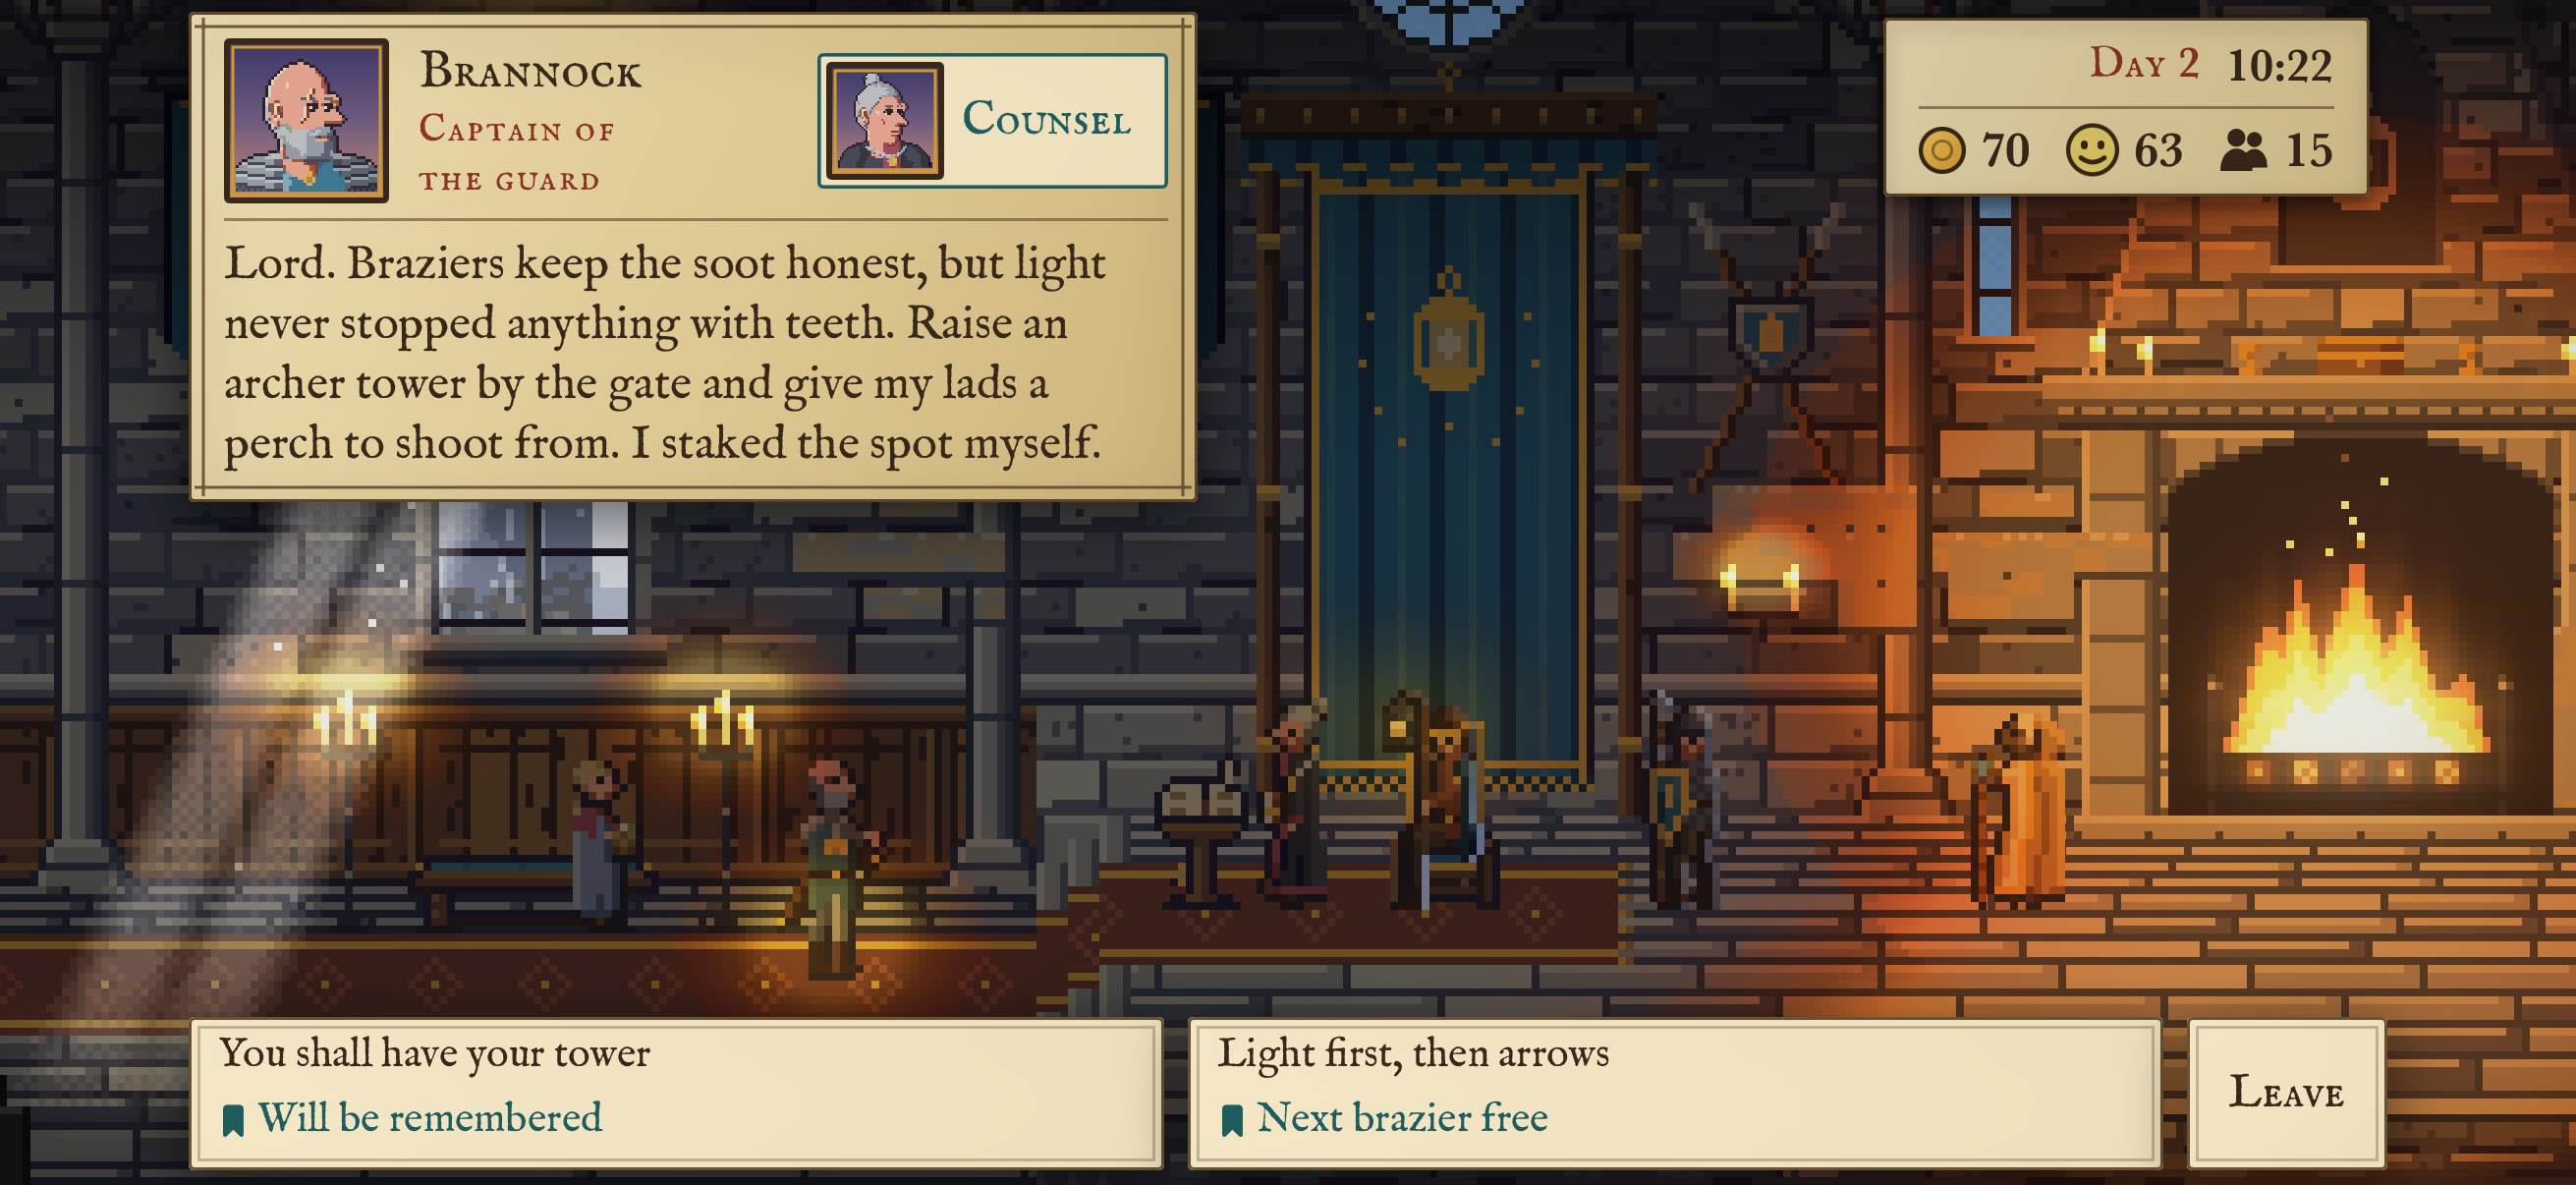 Brannock
Captain of
the guard
Counsel
Lord. Braziers keep the soot honest, but light
never stopped anything with teeth. Raise an
archer tower by the gate and give my lads a
perch to shoot from. I staked the spot myself.
Day 2 10:22
70 63 15
You shall have your tower
Will be remembered
Light first, then arrows
Next brazier free
Leave